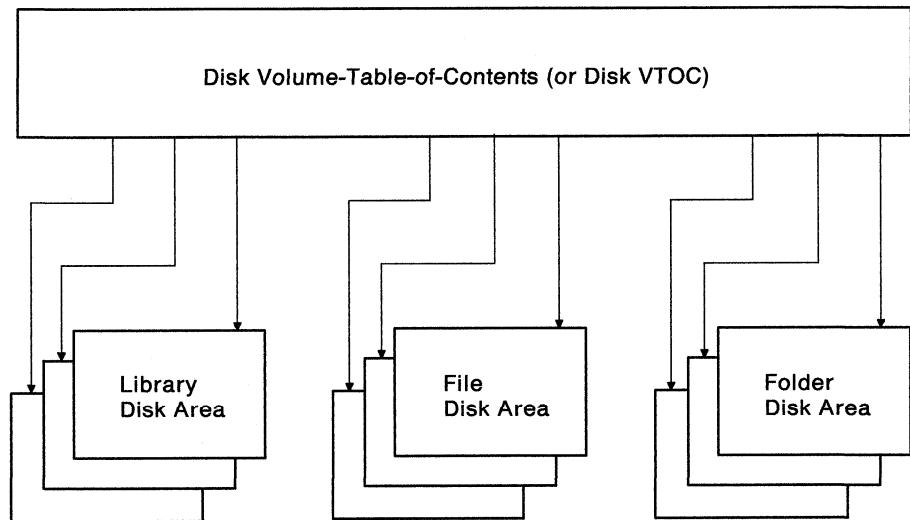 Disk Volume-Table-of-Contents (or Disk VTOC)
Library
Disk Area
File
Disk Area
Folder
Disk Area